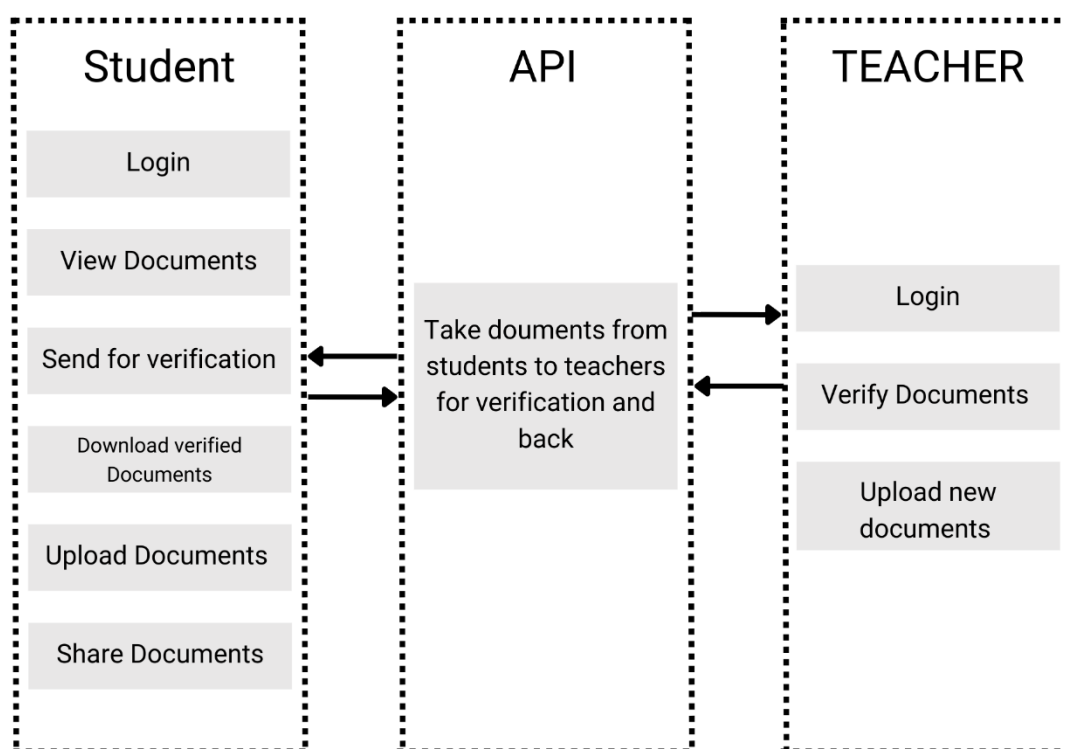 Student
Login
View Documents
Send for verification
Download verified
Documents
Upload Documents
Share Documents
API
Take douments from
students to teachers
for verification and
back
TEACHER
Login
Verify Documents
Upload new
documents